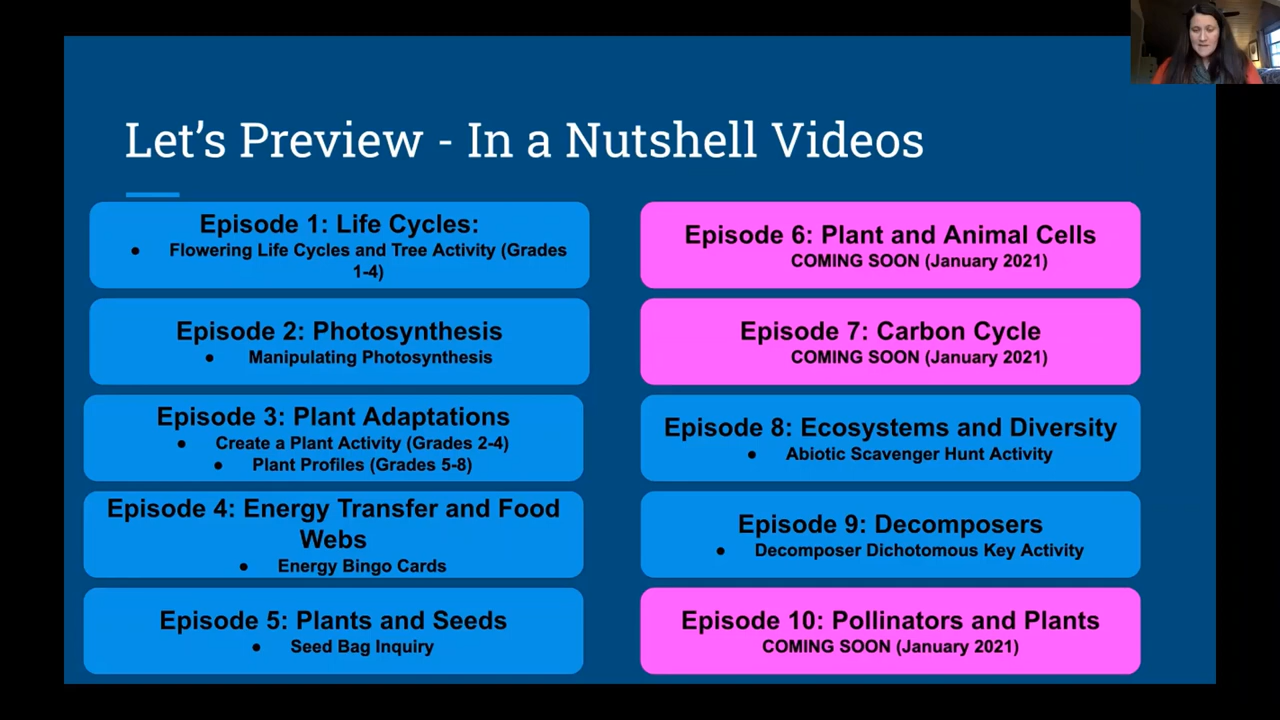 Let's Preview - In a Nutshell Videos
Episode 1: Life Cycles:
● Flowering Life Cycles and Tree Activity (Grades
1-4)
Episode 2: Photosynthesis
● Manipulating Photosynthesis
Episode 3: Plant Adaptations
● Create a Plant Activity (Grades 2-4)
● Plant Profiles (Grades 5-8)
Episode 4: Energy Transfer and Food
Webs
● Energy Bingo Cards
Episode 5: Plants and Seeds
● Seed Bag Inquiry
Episode 6: Plant and Animal Cells
COMING SOON (January 2021)
Episode 7: Carbon Cycle
COMING SOON (January 2021)
Episode 8: Ecosystems and Diversity
● Abiotic Scavenger Hunt Activity
Episode 9: Decomposers
● Decomposer Dichotomous Key Activity
Episode 10: Pollinators and Plants
COMING SOON (January 2021)